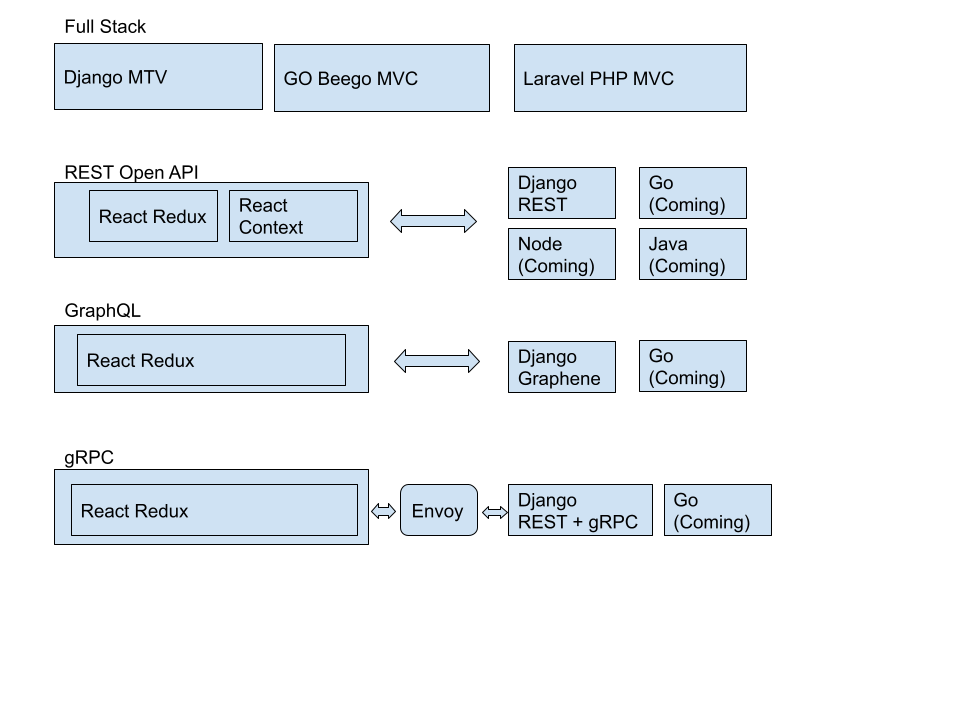 Full Stack
Django MTV
GO Beego MVC
Laravel PHP MVC
REST Open API
React Redux
React
Context
Django
REST
Go
(Coming)
Node
(Coming)
Java
(Coming)
GraphQL
React Redux
Django
Graphene
Go
(Coming)
gRPC
React Redux
Envoy
Django
REST + gRPC
Go
(Coming)